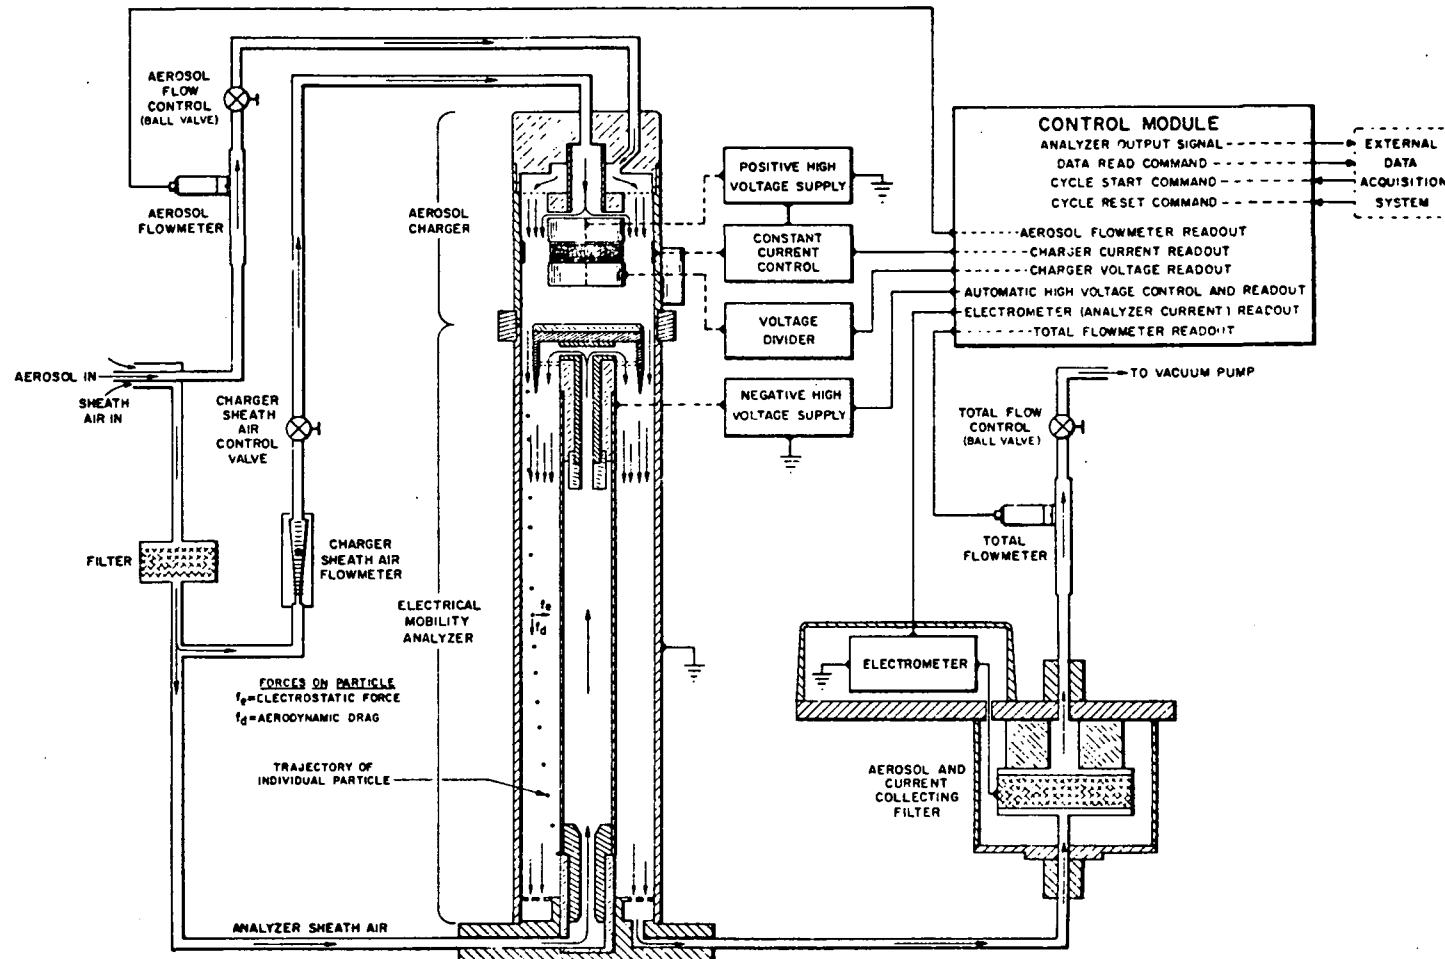 AEROSOL
FLOW
CONTROL
(BALL VALVE)
AEROSOL
FLOWMETER
AEROSOL IN
SHEATH
AIR IN
CHARGER
SHEATH
AIR
CONTROL
VALVE
FILTER
CHARGER
SHEATH AIR
FLOWMETER
FORCES ON PARTICLE
fe=ELECTROSTATIC FORCE
fd=AERODYNAMIC DRAG
TRAJECTORY OF
INDIVIDUAL PARTICLE
ANALYZER SHEATH AIR
AEROSOL
CHARGER
ELECTRICAL
MOBILITY
ANALYZER
fe
fd
POSITIVE HIGH
VOLTAGE SUPPLY
CONSTANT
CURRENT
CONTROL
VOLTAGE
DIVIDER
NEGATIVE HIGH
VOLTAGE SUPPLY
CONTROL MODULE
ANALYZER OUTPUT SIGNAL
DATA READ COMMAND
CYCLE START COMMAND
CYCLE RESET COMMAND
AEROSOL FLOWMETER READOUT
CHARGER CURRENT READOUT
CHARGER VOLTAGE READOUT
AUTOMATIC HIGH VOLTAGE CONTROL AND READOUT
ELECTROMETER (ANALYZER CURRENT) READOUT
TOTAL FLOWMETER READOUT
EXTERNAL
DATA
ACQUISITION
SYSTEM
TO VACUUM PUMP
TOTAL FLOW
CONTROL
(BALL VALVE)
TOTAL
FLOWMETER
ELECTROMETER
AEROSOL AND
CURRENT
COLLECTING
FILTER